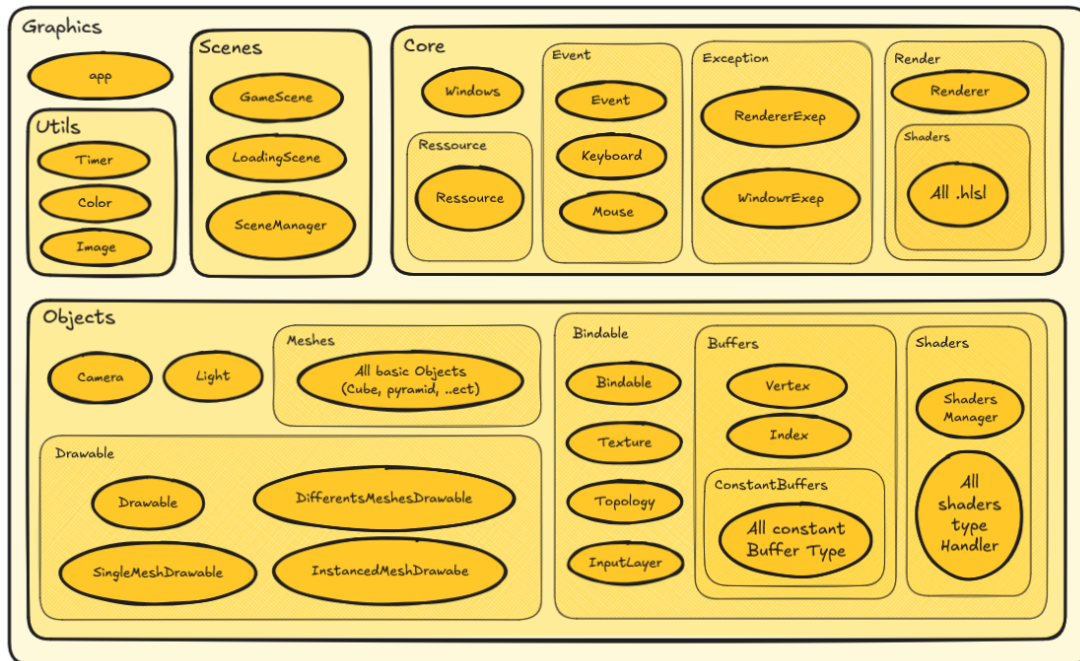 Graphics
app
Utils
Timer
Color
Image
Scenes
GameScene
LoadingScene
SceneManager
Core
Windows
Ressource
Ressource
Event
Event
Keyboard
Mouse
Exception
RendererExep
WindowrExep
Render
Renderer
Shaders
All .hlsl
Objects
Camera
Light
Meshes
All basic Objects
(Cube, pyramid, ..ect)
Drawable
Drawable
DifferentsMeshesDrawable
SingleMeshDrawable
InstancedMeshDrawabe
Bindable
Bindable
Texture
Topology
InputLayer
Buffers
Vertex
Index
ConstantBuffers
All constant
Buffer Type
Shaders
Shaders
Manager
All
shaders
type
Handler